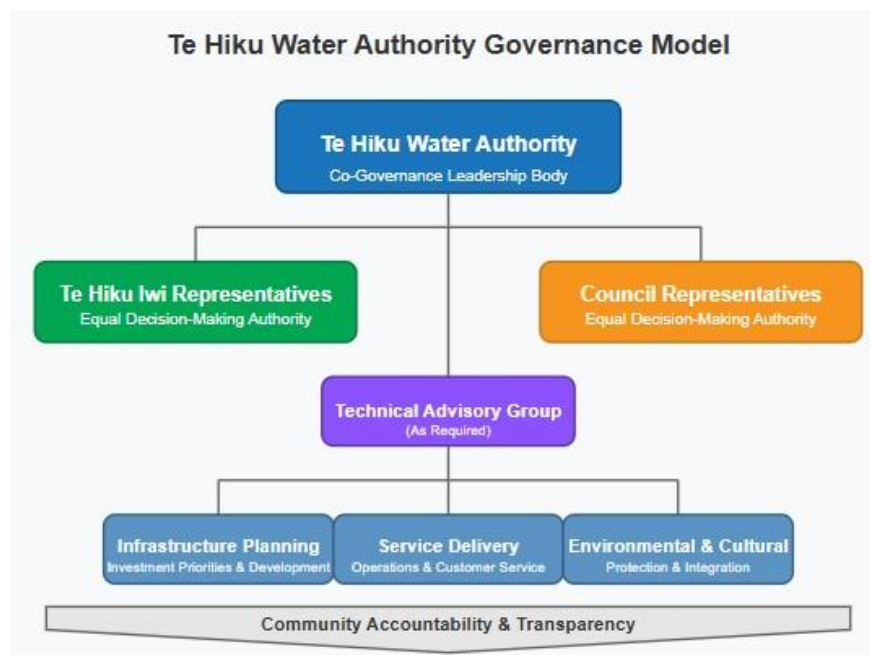 Te Hiku Water Authority Governance Model
Te Hiku Water Authority
Co-Governance Leadership Body
Te Hiku Iwi Representatives
Equal Decision-Making Authority
Council Representatives
Equal Decision-Making Authority
Technical Advisory Group
(As Required)
Infrastructure Planning
Investment Priorities & Development
Service Delivery
Operations & Customer Service
Environmental & Cultural
Protection & Integration
Community Accountability & Transparency